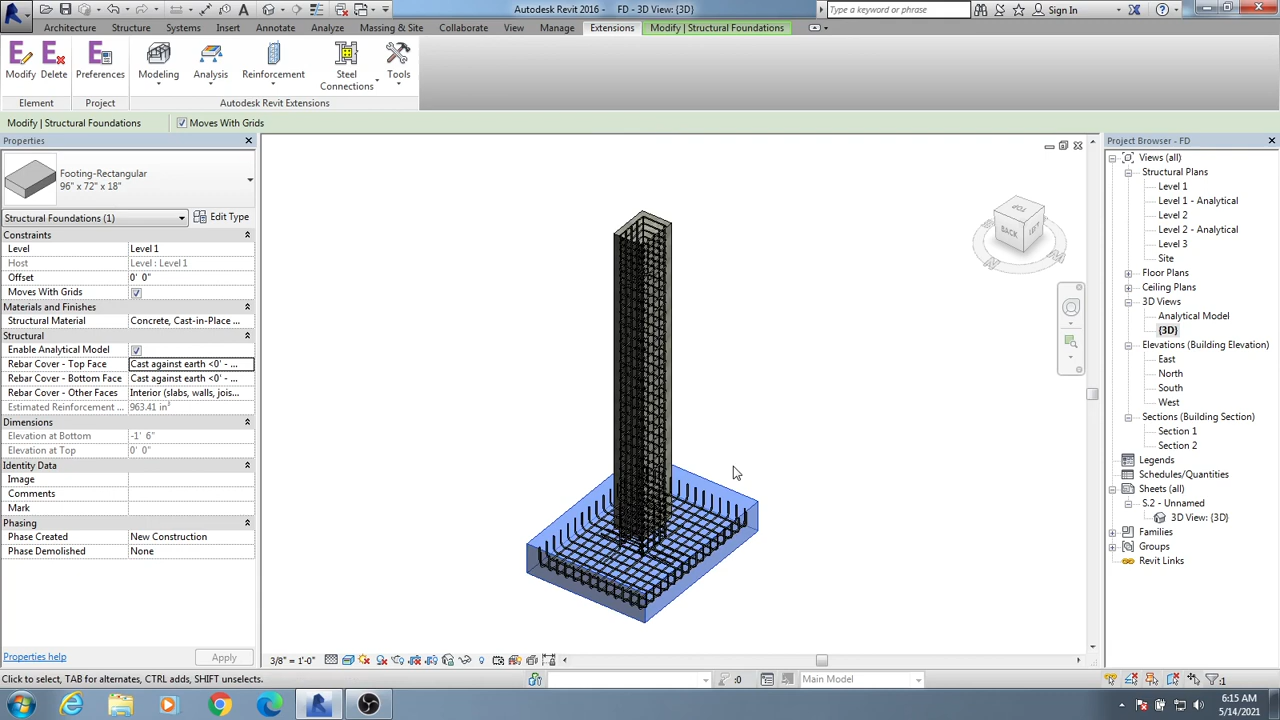 Autodesk Revit 2016 - FD - 3D View: {3D}
Type a keyword or phrase
Sign In
Architecture Structure Systems Insert Annotate Analyze Massing & Site Collaborate View Manage Extensions Modify | Structural Foundations
Modify Delete Preferences Modeling Analysis Reinforcement Steel Connections Tools
Element Project Autodesk Revit Extensions
Modify | Structural Foundations Moves With Grids
Properties
Footing-Rectangular
96" x 72" x 18"
Structural Foundations (1) Edit Type
Constraints
Level Level 1
Host Level : Level 1
Offset 0' 0"
Moves With Grids
Materials and Finishes
Structural Material Concrete, Cast-in-Place ...
Structural
Enable Analytical Model
Rebar Cover - Top Face Cast against earth <0' - ...
Rebar Cover - Bottom Face Cast against earth <0' - ...
Rebar Cover - Other Faces Interior (slabs, walls, jois...
Estimated Reinforcement ... 963.41 in³
Dimensions
Elevation at Bottom -1' 6"
Elevation at Top 0' 0"
Identity Data
Image
Comments
Mark
Phasing
Phase Created New Construction
Phase Demolished None
Properties help Apply
TOP
BACK LEFT
Project Browser - FD
Views (all)
Structural Plans
Level 1
Level 1 - Analytical
Level 2
Level 2 - Analytical
Level 3
Site
Floor Plans
Ceiling Plans
3D Views
Analytical Model
{3D}
Elevations (Building Elevation)
East
North
South
West
Sections (Building Section)
Section 1
Section 2
Legends
Schedules/Quantities
Sheets (all)
S.2 - Unnamed
3D View: {3D}
Families
Groups
Revit Links
3/8" = 1'-0"
Click to select, TAB for alternates, CTRL adds, SHIFT unselects. :0 Main Model :1
6:15 AM
5/14/2021